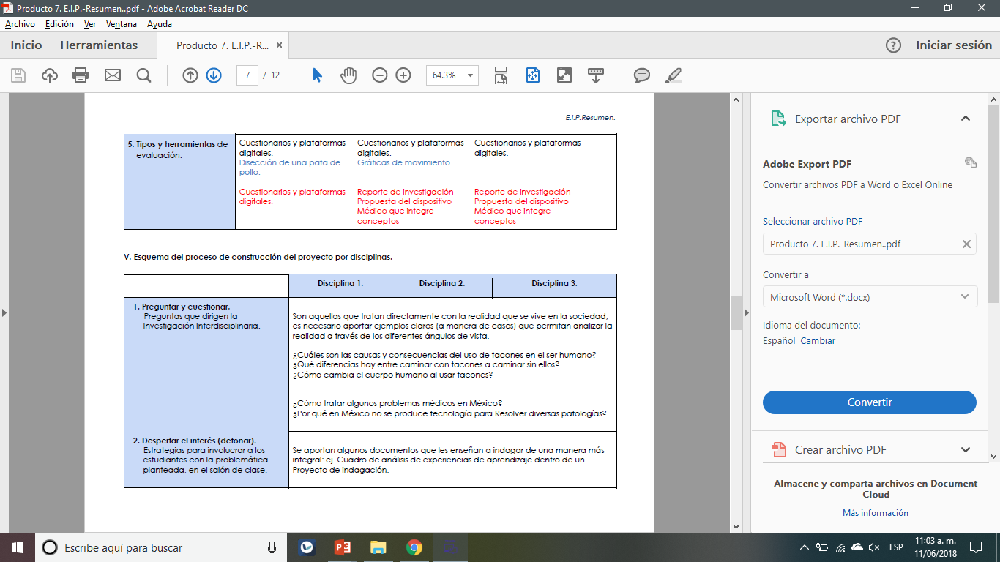 Producto 7. E.I.P.-Resumen..pdf - Adobe Acrobat Reader DC
Archivo Edición Ver Ventana Ayuda
Inicio Herramientas Producto 7. E.I.P.-R... × Iniciar sesión
7 / 12 64.3%
E.I.P.Resumen.
5. Tipos y herramientas de
evaluación.
Cuestionarios y plataformas
digitales.
Disección de una pata de
pollo.
Cuestionarios y plataformas
digitales.
Cuestionarios y plataformas
digitales.
Gráficas de movimiento.
Reporte de investigación
Propuesta del dispositivo
Médico que integre
conceptos
Cuestionarios y plataformas
digitales.
Reporte de investigación
Propuesta del dispositivo
Médico que integre
conceptos
V. Esquema del proceso de construcción del proyecto por disciplinas.
Disciplina 1. Disciplina 2. Disciplina 3.
1. Preguntar y cuestionar.
Preguntas que dirigen la
Investigación Interdisciplinaria.
Son aquellas que tratan directamente con la realidad que se vive en la sociedad;
es necesario aportar ejemplos claros (a manera de casos) que permitan analizar la
realidad a través de los diferentes ángulos de vista.
¿Cuáles son las causas y consecuencias del uso de tacones en el ser humano?
¿Qué diferencias hay entre caminar con tacones a caminar sin ellos?
¿Cómo cambia el cuerpo humano al usar tacones?
¿Cómo tratar algunos problemas médicos en México?
¿Por qué en México no se produce tecnología para Resolver diversas patologías?
2. Despertar el interés (detonar).
Estrategias para involucrar a los
estudiantes con la problemática
planteada, en el salón de clase.
Se aportan algunos documentos que les enseñan a indagar de una manera más
integral: ej. Cuadro de análisis de experiencias de aprendizaje dentro de un
Proyecto de indagación.
Exportar archivo PDF
Adobe Export PDF
Convertir archivos PDF a Word o Excel Online
Seleccionar archivo PDF
Producto 7. E.I.P.-Resumen..pdf
Convertir a
Microsoft Word (*.docx)
Idioma del documento:
Español Cambiar
Convertir
Crear archivo PDF
Almacene y comparta archivos en Document
Cloud
Más información
Escribe aquí para buscar
ESP
11:03 a. m.
11/06/2018